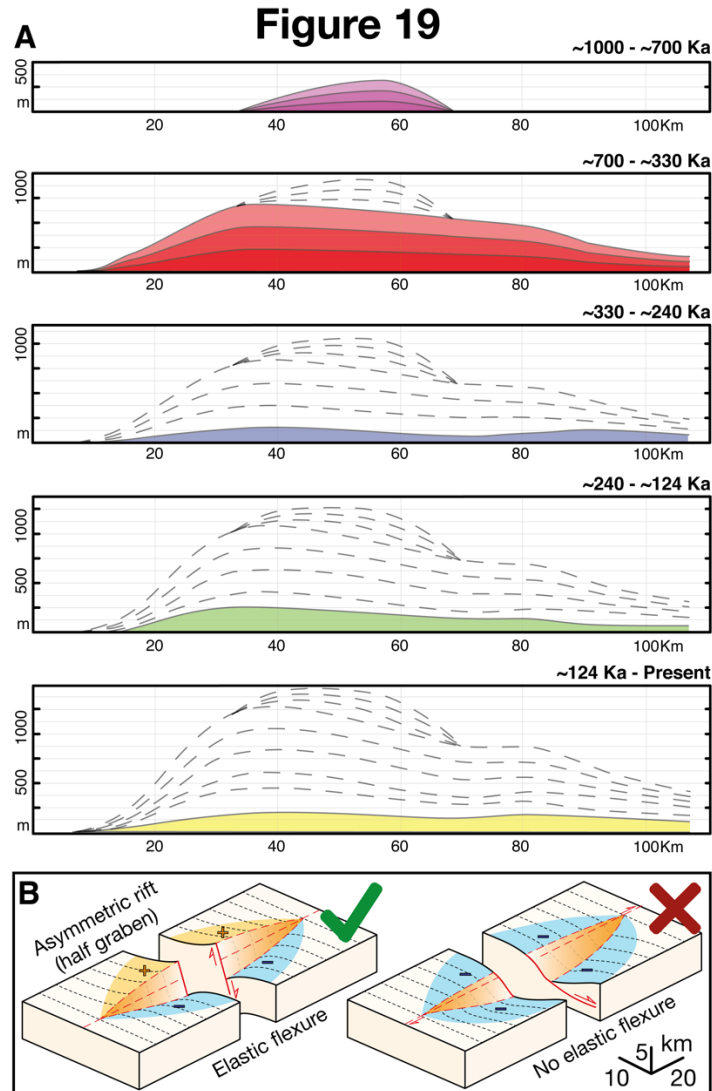 Figure 19
A
~1000 - ~700 Ka
500
m
20
40
60
80
100Km
~700 - ~330 Ka
1000
m
20
40
60
80
100Km
~330 - ~240 Ka
1000
m
20
40
60
80
100Km
~240 - ~124 Ka
1000
500
m
20
40
60
80
100Km
~124 Ka - Present
1000
500
m
20
40
60
80
100Km
B
Asymmetric rift
(half graben)
+
+
-
-
Elastic flexure
-
-
-
-
No elastic flexure
km
5
10
20